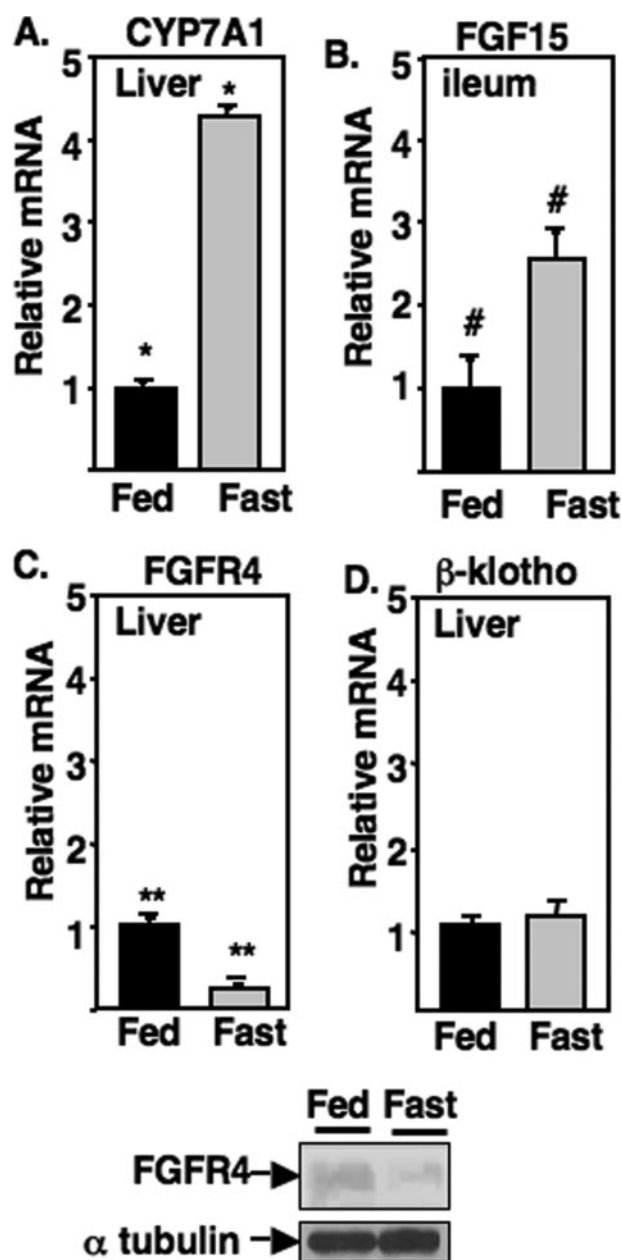 A. CYP7A1
Liver
Relative mRNA
5
4
3
2
1
*
*
Fed Fast
B. FGF15
ileum
Relative mRNA
5
4
3
2
1
#
#
Fed Fast
C. FGFR4
Liver
Relative mRNA
5
4
3
2
1
**
**
Fed Fast
D. β-klotho
Liver
Relative mRNA
5
4
3
2
1
Fed Fast
Fed Fast
FGFR4
α tubulin